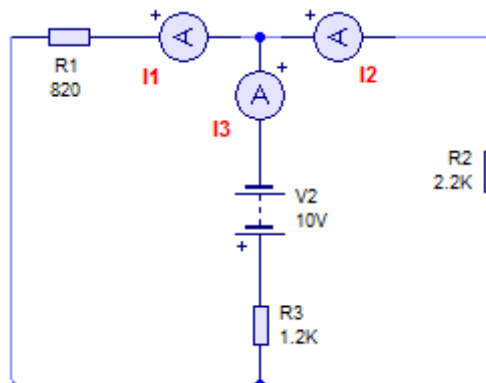 + A + A
R1 I1 + I2
820
A
I3
R2
V2 2.2K
10V
+
R3
1.2K